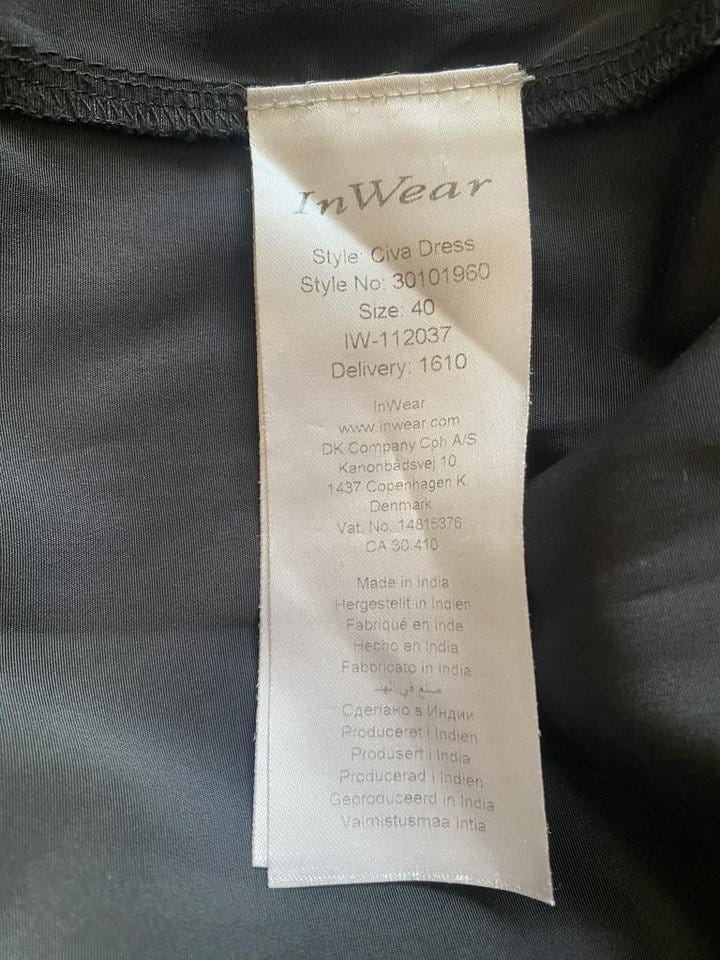 InWear
Style: Civa Dress
Style No: 30101960
Size: 40
IW-112037
Delivery: 1610
InWear
www.inwear.com
DK Company Cph A/S
Kanonbådsvej 10
1437 Copenhagen K
Denmark
Vat. No. 14815376
CA 30 410
Made in India
Hergestellt in Indien
Fabriqué en Inde
Hecho en India
Fabbricato in India
صنع في الهند
Сделано в Индии
Produceret i Indien
Produsert i India
Producerad i Indien
Geproduceerd in India
Valmistusmaa Intia